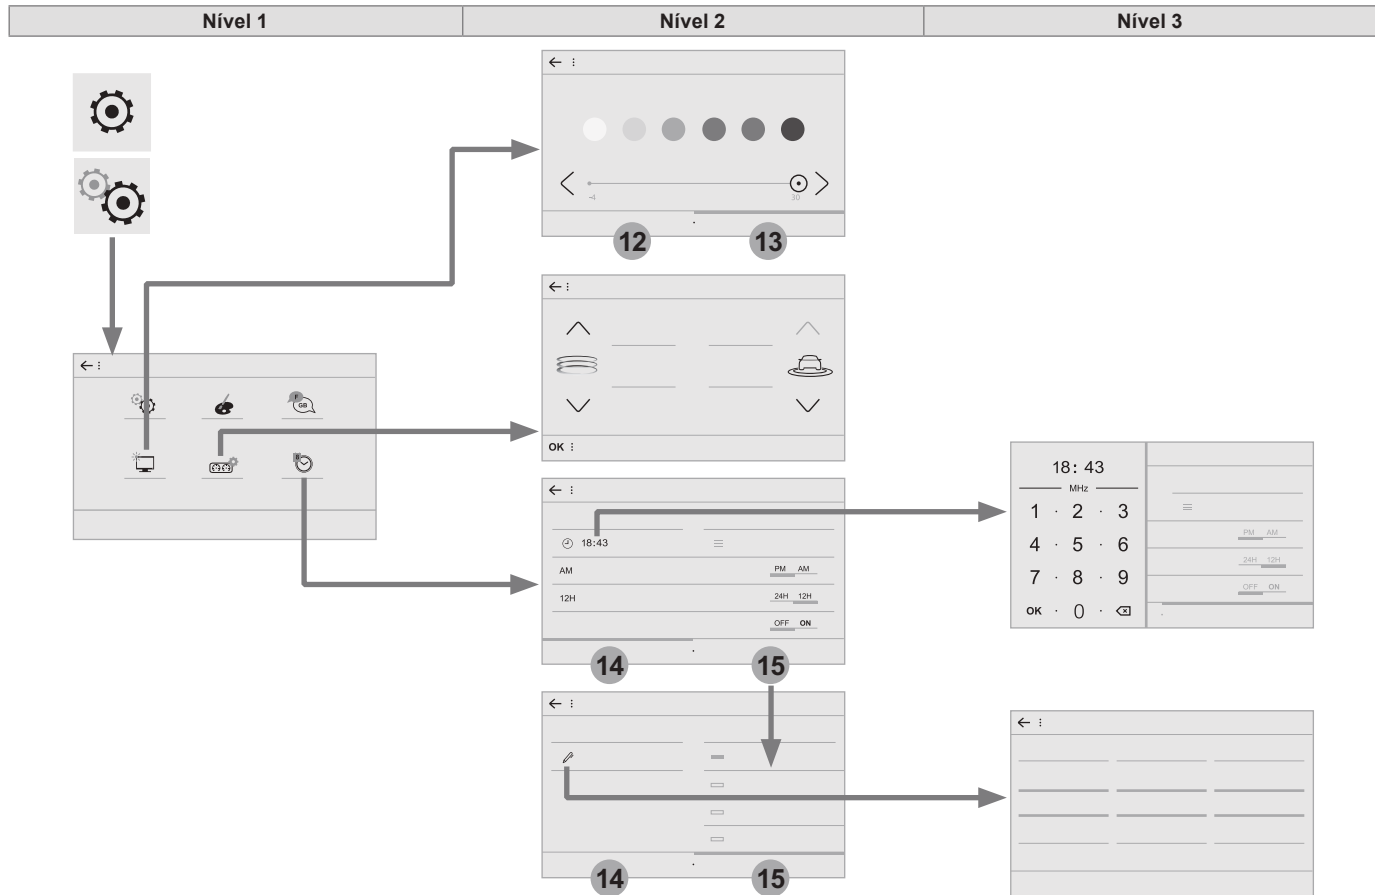 Nível 1
Nível 2
Nível 3
-4
30
12
13
F
GB
8
OK
18:43
AM
PM AM
12H
24H 12H
OFF ON
14
15
18: 43
MHz
1 · 2 · 3
4 · 5 · 6
7 · 8 · 9
OK · 0 ·
PM AM
24H 12H
OFF ON
14
15